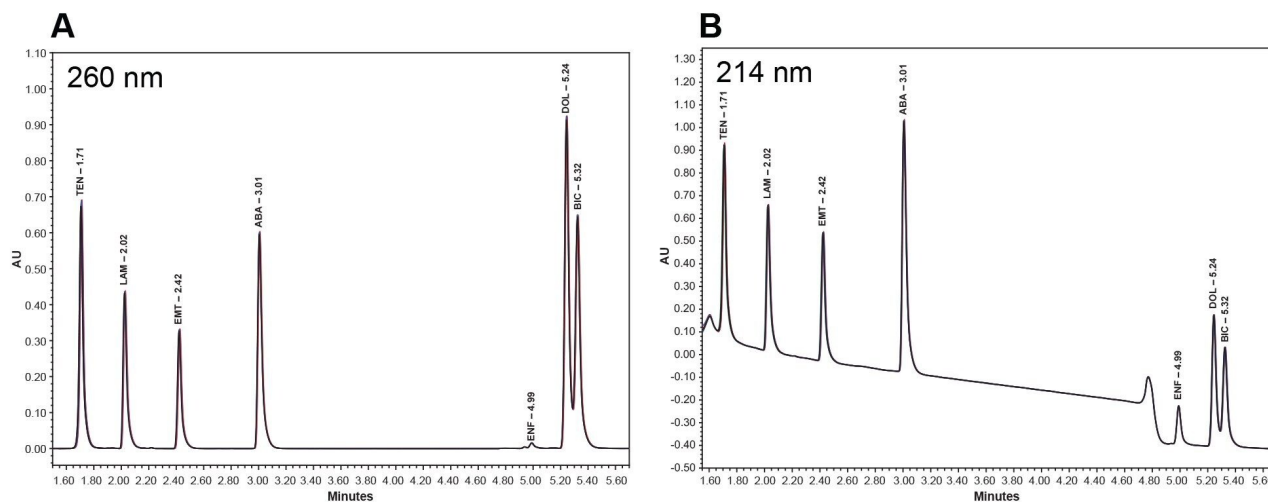 A
260 nm
1.10
1.00
0.90
0.80
0.70
0.60
0.50
0.40
0.30
0.20
0.10
0.00
AU
TEN – 1.71
LAM – 2.02
EMT – 2.42
ABA – 3.01
ENF – 4.99
DOL – 5.24
BIC – 5.32
1.60 1.80 2.00 2.20 2.40 2.60 2.80 3.00 3.20 3.40 3.60 3.80 4.00 4.20 4.40 4.60 4.80 5.00 5.20 5.40 5.60
Minutes
B
214 nm
1.30
1.20
1.10
1.00
0.90
0.80
0.70
0.60
0.50
0.40
0.30
0.20
0.10
0.00
-0.10
-0.20
-0.30
-0.40
-0.50
AU
TEN – 1.71
LAM – 2.02
EMT – 2.42
ABA – 3.01
ENF – 4.99
DOL – 5.24
BIC – 5.32
1.60 1.80 2.00 2.20 2.40 2.60 2.80 3.00 3.20 3.40 3.60 3.80 4.00 4.20 4.40 4.60 4.80 5.00 5.20 5.40 5.60
Minutes